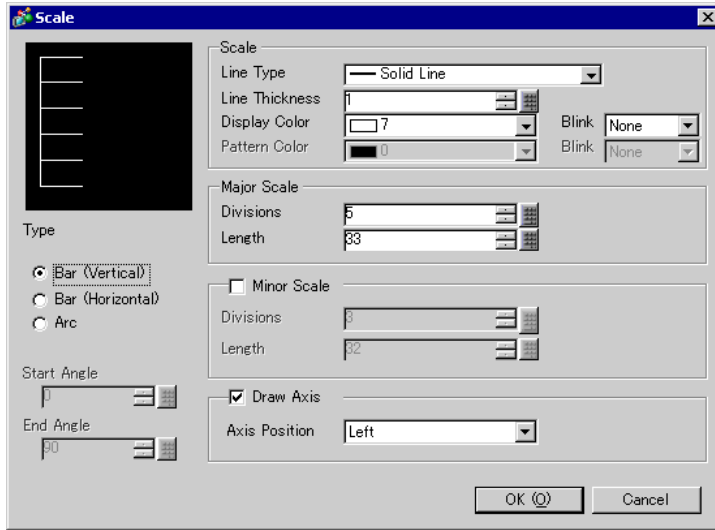 Scale
Scale
Line Type
Solid Line
Line Thickness
1
Display Color
7
Blink
None
Pattern Color
0
Blink
None
Major Scale
Divisions
5
Length
33
Type
Bar (Vertical)
Bar (Horizontal)
Arc
Minor Scale
Divisions
3
Length
32
Start Angle
0
End Angle
90
Draw Axis
Axis Position
Left
OK (O)
Cancel